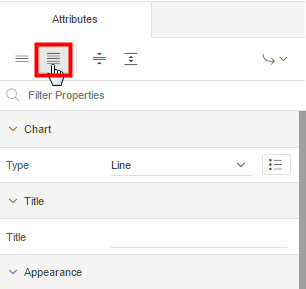 Attributes
Filter Properties
Chart
Type Line
Title
Title
Appearance